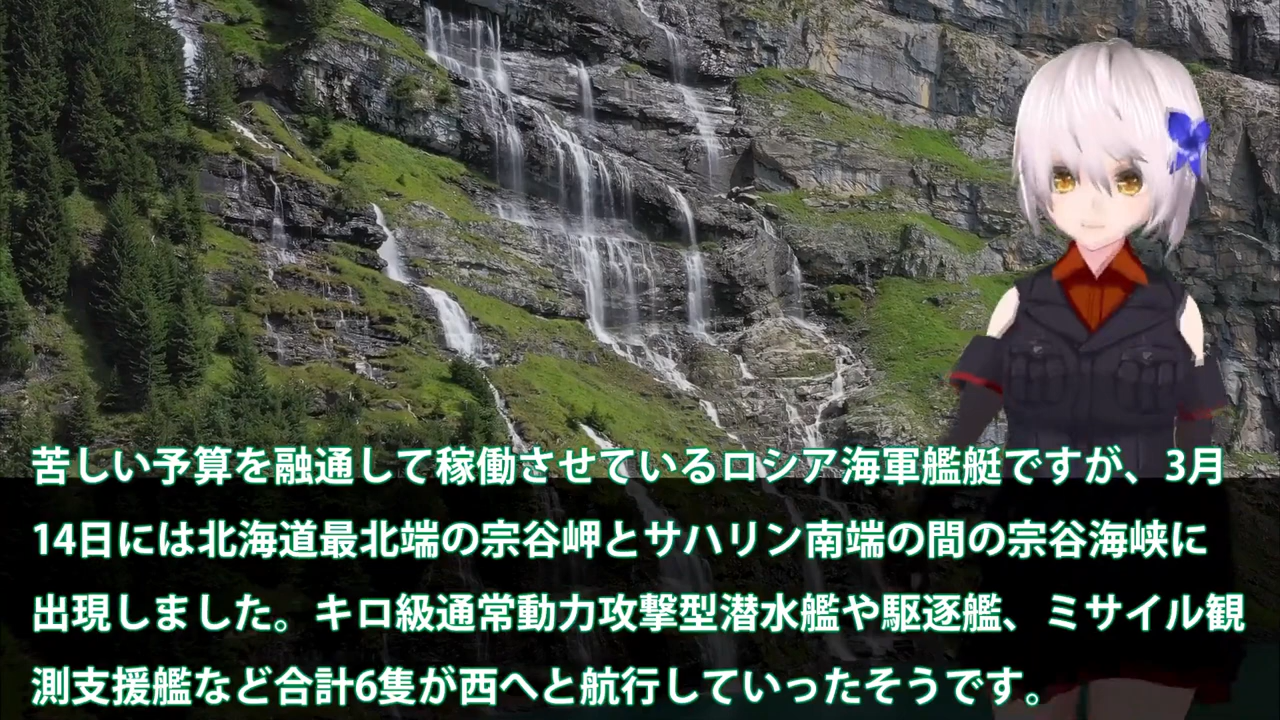 苦しい予算を融通して稼働させているロシア海軍艦艇ですが、3月
14日には北海道最北端の宗谷岬とサハリン南端の間の宗谷海峡に
出現しました。キロ級通常動力攻撃型潜水艦や駆逐艦、ミサイル観
測支援艦など合計6隻が西へと航行していったそうです。